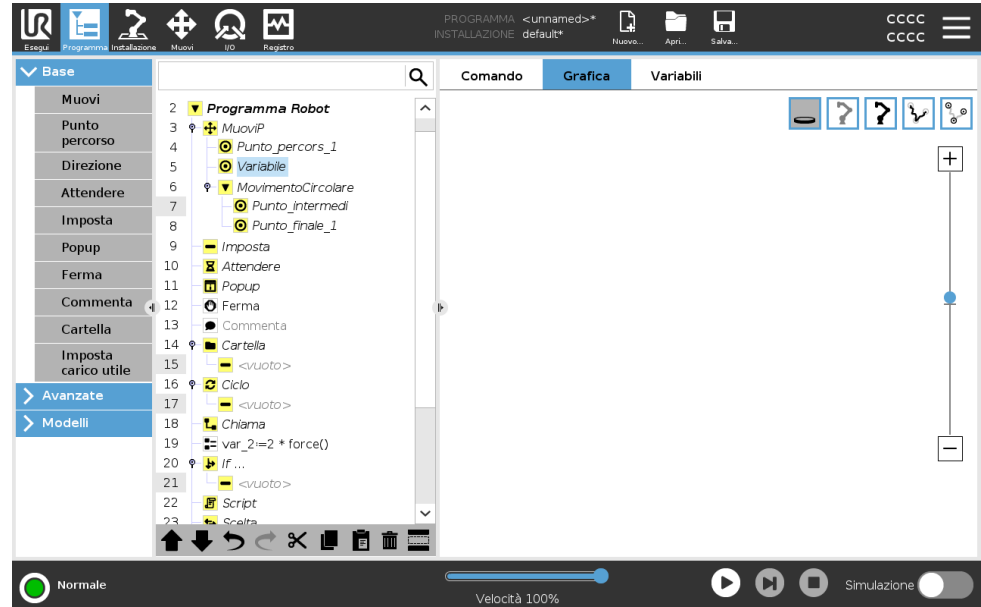 PROGRAMMA <unnamed>*
INSTALLAZIONE default*
Nuovo...
Apri...
Salva...
CCCC
CCCC
Esegui
Programma
Installazione
Muovi
I/O
Registro
Base
Muovi
Punto
percorso
Direzione
Attendere
Imposta
Popup
Ferma
Commenta
Cartella
Imposta
carico utile
Avanzate
Modelli
2 Programma Robot
3 MuoviP
4 Punto_percors_1
5 Variabile
6 MovimentoCircolare
7 Punto_intermedi
8 Punto_finale_1
9 Imposta
10 Attendere
11 Popup
12 Ferma
13 Commenta
14 Cartella
15 <vuoto>
16 Ciclo
17 <vuoto>
18 Chiama
19 var_2:=2 * force()
20 If ...
21 <vuoto>
22 Script
23 Scelta
Comando
Grafica
Variabili
Normale
Velocità 100%
Simulazione